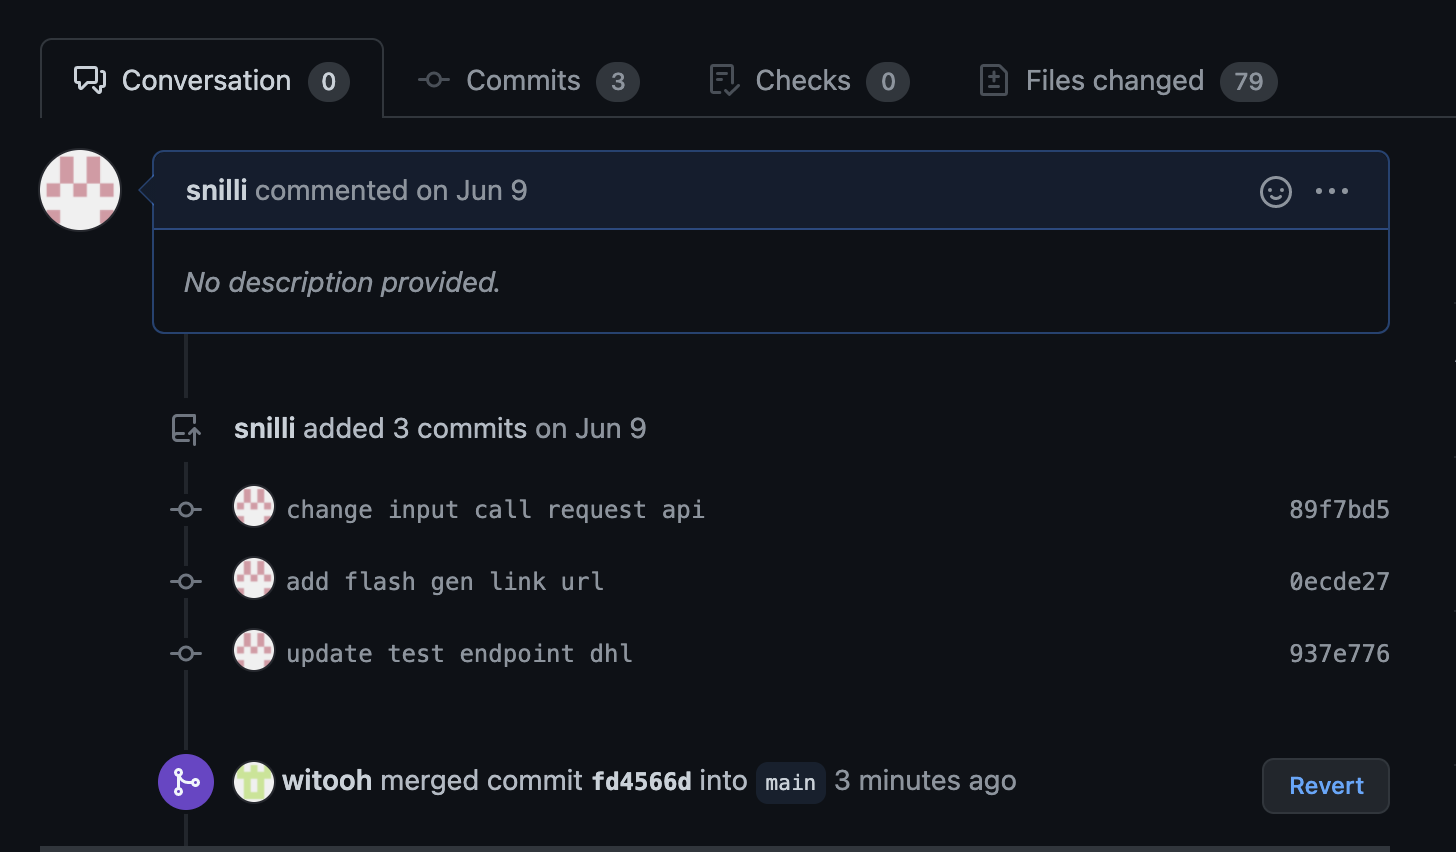 Conversation 0 Commits 3 Checks 0 Files changed 79
snilli commented on Jun 9
No description provided.
snilli added 3 commits on Jun 9
change input call request api 89f7bd5
add flash gen link url 0ecde27
update test endpoint dhl 937e776
witooh merged commit fd4566d into main 3 minutes ago Revert